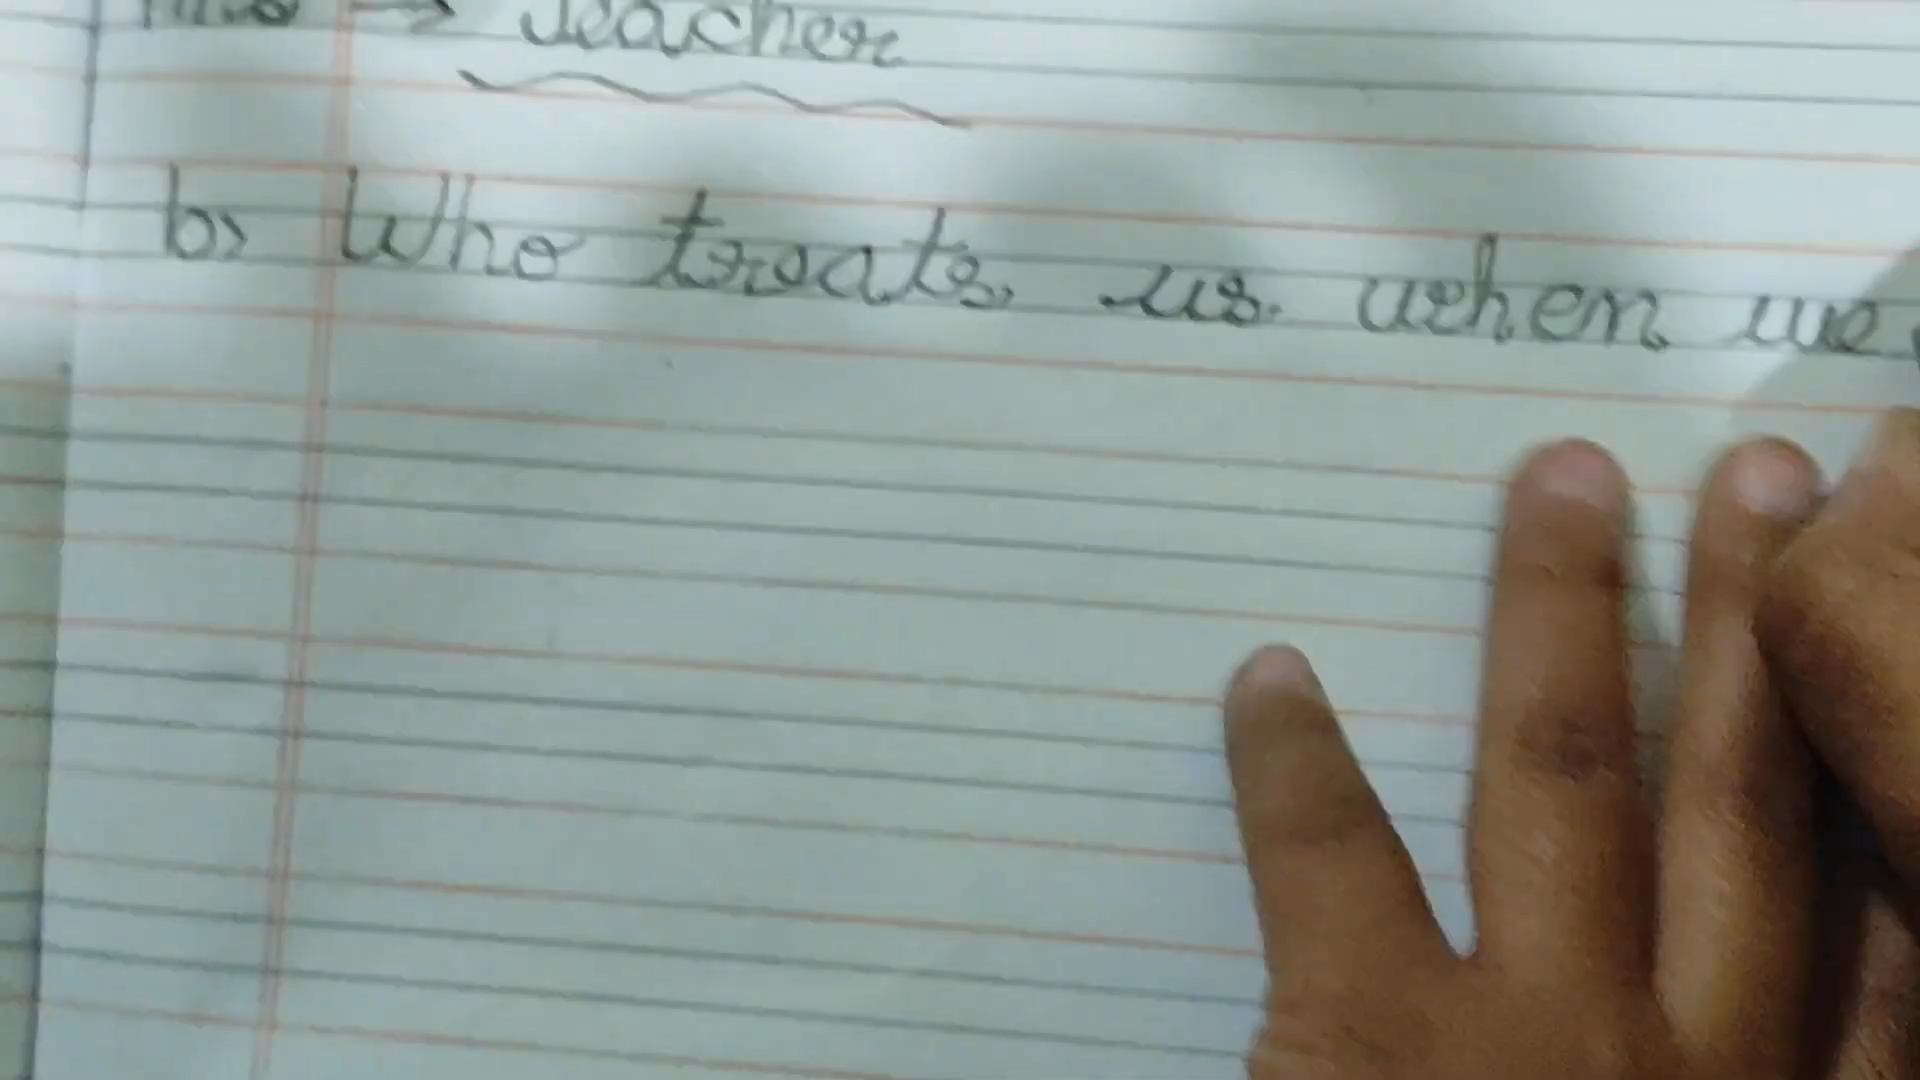 → Teacher
b> Who treats us when we